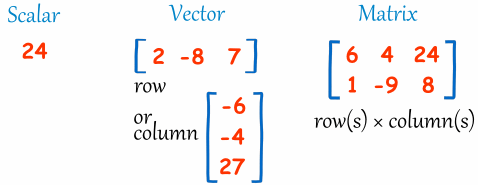 Scalar
24
Vector
2 -8 7
row
or
column
-6
-4
27
Matrix
6 4 24
1 -9 8
row(s) × column(s)